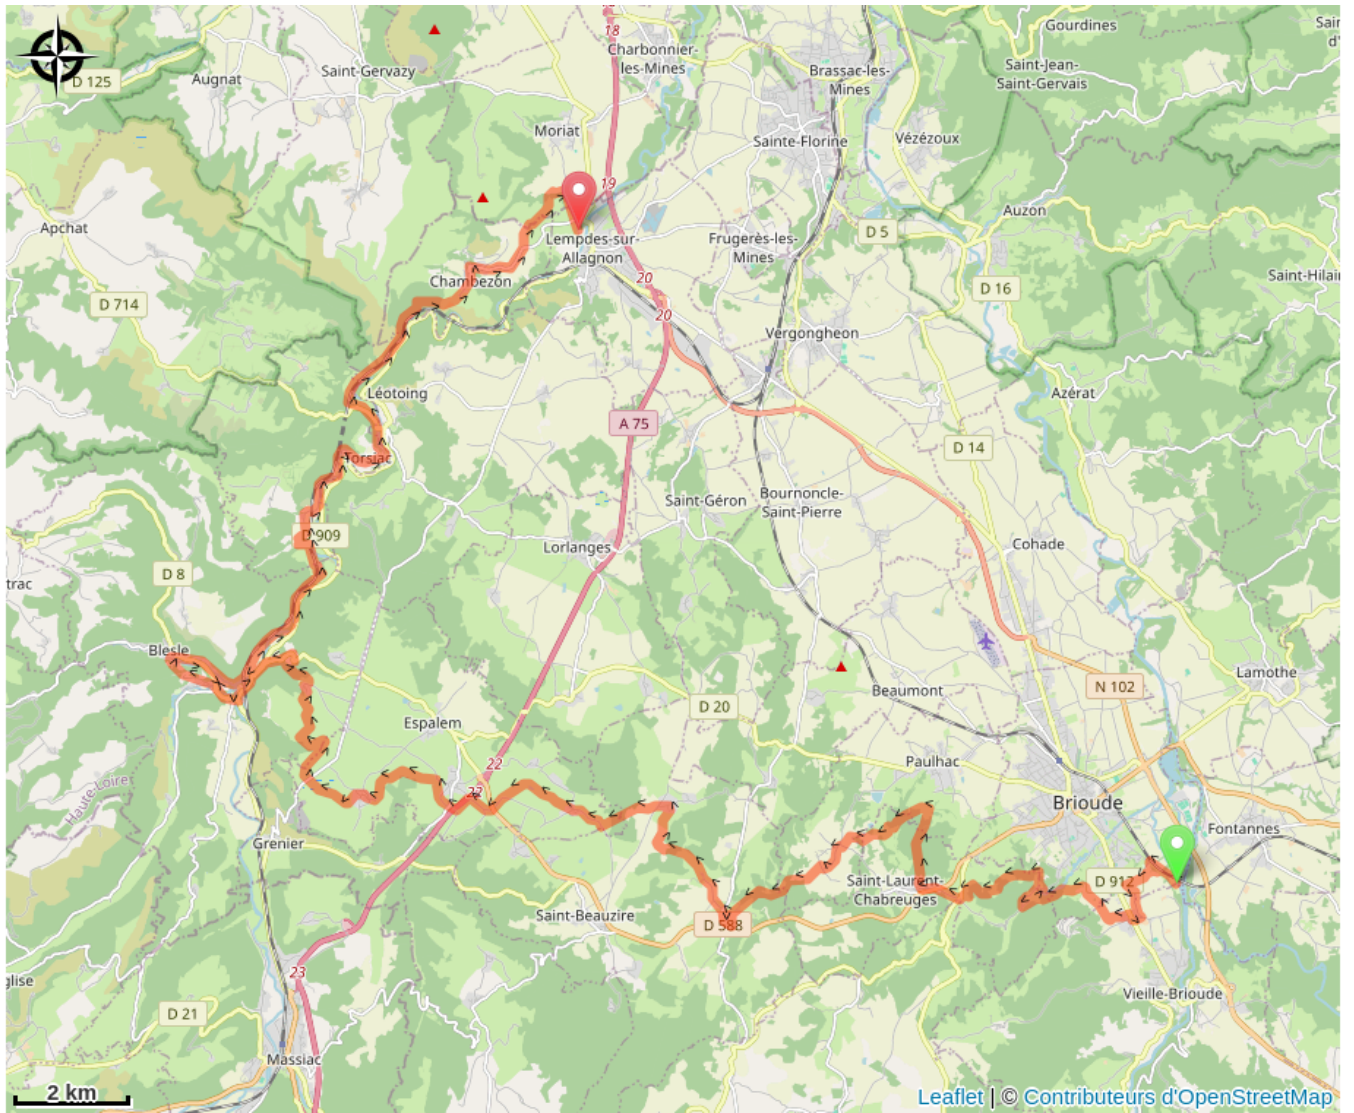 18
Charbonnier-
les-Mines
Gourdines
Sai
d'
Saint-Jean-
Saint-Gervais
D 125
Augnat
Saint-Gervazy
Brassac-les-
Mines
Moriat
Sainte-Florine
Vézézoux
19
Apchat
Auzon
D 5
Lempdes-sur-
Allagnon
Frugerès-les-
Mines
Chambezon
20
D 16
Saint-Hilai
D 714
20
Vergongheon
Léotoing
Azérat
A 75
D 14
Torsiac
Saint-Géron
Bournoncle-
Saint-Pierre
D 909
Lorlanges
Cohade
D 8
trac
Blesle
Lamothe
N 102
Beaumont
D 20
Espalem
22
Paulhac
Haute-Loire
22
Brioude
Grenier
Fontannes
Saint-Laurent-
Chabreuges
D 912
Saint-Beauzire
D 588
23
glise
Vieille-Brioude
D 21
Massiac
2 km
Leaflet | © Contributeurs d'OpenStreetMap